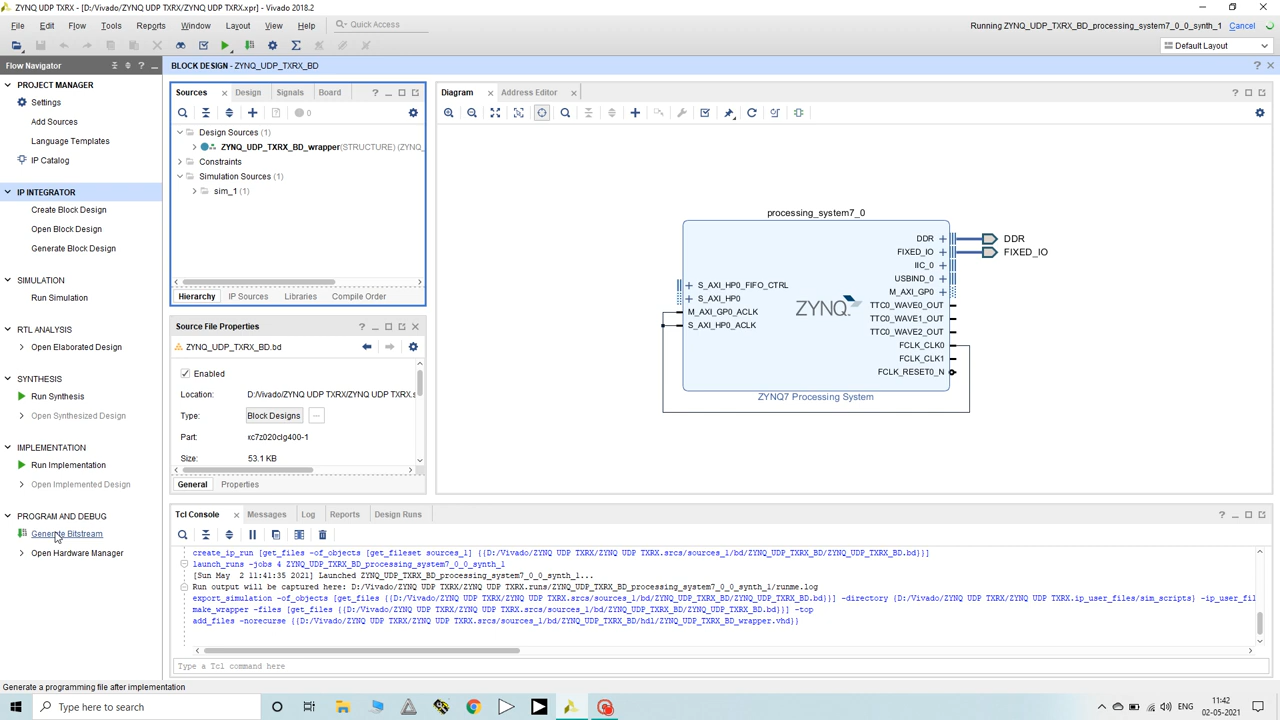 ZYNQ UDP TXRX - [D:/Vivado/ZYNQ UDP TXRX/ZYNQ UDP TXRX.xpr] - Vivado 2018.2
File Edit Flow Tools Reports Window Layout View Help Quick Access
Running ZYNQ_UDP_TXRX_BD_processing_system7_0_0_synth_1 Cancel
Default Layout
Flow Navigator
BLOCK DESIGN - ZYNQ_UDP_TXRX_BD
PROJECT MANAGER
Settings
Add Sources
Language Templates
IP Catalog
IP INTEGRATOR
Create Block Design
Open Block Design
Generate Block Design
SIMULATION
Run Simulation
RTL ANALYSIS
Open Elaborated Design
SYNTHESIS
Run Synthesis
Open Synthesized Design
IMPLEMENTATION
Run Implementation
Open Implemented Design
PROGRAM AND DEBUG
Generate Bitstream
Open Hardware Manager
Sources Design Signals Board
0
Design Sources (1)
ZYNQ_UDP_TXRX_BD_wrapper(STRUCTURE) (ZYNQ_
Constraints
Simulation Sources (1)
sim_1 (1)
Hierarchy IP Sources Libraries Compile Order
Source File Properties
ZYNQ_UDP_TXRX_BD.bd
Enabled
Location: D:/Vivado/ZYNQ UDP TXRX/ZYNQ UDP TXRX.s
Type: Block Designs
Part: xc7z020clg400-1
Size: 53.1 KB
General Properties
Diagram Address Editor
processing_system7_0
S_AXI_HP0_FIFO_CTRL
S_AXI_HP0
M_AXI_GP0_ACLK
S_AXI_HP0_ACLK
ZYNQ
DDR
FIXED_IO
IIC_0
USBIND_0
M_AXI_GP0
TTC0_WAVE0_OUT
TTC0_WAVE1_OUT
TTC0_WAVE2_OUT
FCLK_CLK0
FCLK_CLK1
FCLK_RESET0_N
DDR
FIXED_IO
ZYNQ7 Processing System
Tcl Console Messages Log Reports Design Runs
create_ip_run [get_files -of_objects [get_fileset sources_1] {{D:/Vivado/ZYNQ UDP TXRX/ZYNQ UDP TXRX.srcs/sources_1/bd/ZYNQ_UDP_TXRX_BD/ZYNQ_UDP_TXRX_BD.bd}}]
launch_runs -jobs 4 ZYNQ_UDP_TXRX_BD_processing_system7_0_0_synth_1
[Sun May 2 11:41:35 2021] Launched ZYNQ_UDP_TXRX_BD_processing_system7_0_0_synth_1...
Run output will be captured here: D:/Vivado/ZYNQ UDP TXRX/ZYNQ UDP TXRX.runs/ZYNQ_UDP_TXRX_BD_processing_system7_0_0_synth_1/runme.log
export_simulation -of_objects [get_files {{D:/Vivado/ZYNQ UDP TXRX/ZYNQ UDP TXRX.srcs/sources_1/bd/ZYNQ_UDP_TXRX_BD/ZYNQ_UDP_TXRX_BD.bd}}] -directory {D:/Vivado/ZYNQ UDP TXRX/ZYNQ UDP TXRX.ip_user_files/sim_scripts} -ip_user_fil
make_wrapper -files [get_files {{D:/Vivado/ZYNQ UDP TXRX/ZYNQ UDP TXRX.srcs/sources_1/bd/ZYNQ_UDP_TXRX_BD/ZYNQ_UDP_TXRX_BD.bd}}] -top
add_files -norecurse {{D:/Vivado/ZYNQ UDP TXRX/ZYNQ UDP TXRX.srcs/sources_1/bd/ZYNQ_UDP_TXRX_BD/hdl/ZYNQ_UDP_TXRX_BD_wrapper.vhd}}
Type a Tcl command here
Generate a programming file after implementation
Type here to search
ENG
11:42
02-05-2021